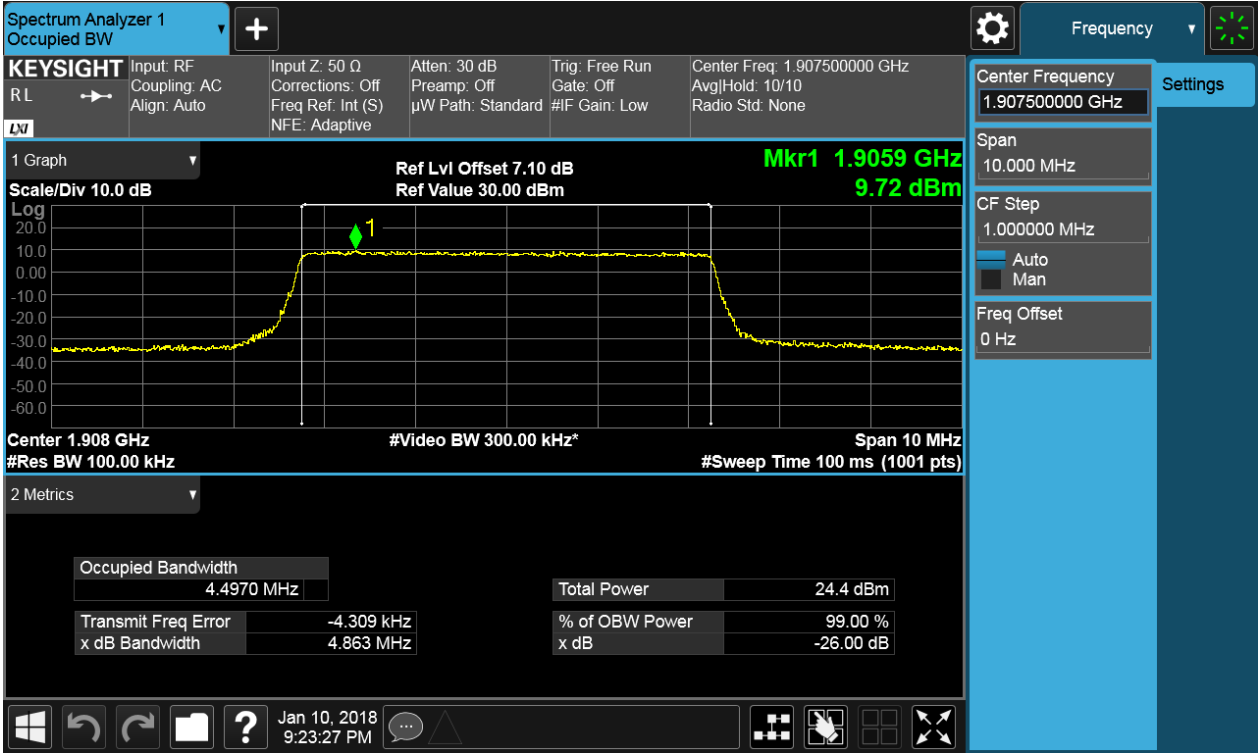 Spectrum Analyzer 1
Occupied BW
Frequency
KEYSIGHT
R L
LXI
Input: RF
Coupling: AC
Align: Auto
Input Z: 50 Ω
Corrections: Off
Freq Ref: Int (S)
NFE: Adaptive
Atten: 30 dB
Preamp: Off
µW Path: Standard
Trig: Free Run
Gate: Off
#IF Gain: Low
Center Freq: 1.907500000 GHz
Avg|Hold: 10/10
Radio Std: None
Center Frequency
1.907500000 GHz
Settings
Span
10.000 MHz
CF Step
1.000000 MHz
Auto
Man
Freq Offset
0 Hz
1 Graph
Scale/Div 10.0 dB
Ref Lvl Offset 7.10 dB
Ref Value 30.00 dBm
Mkr1 1.9059 GHz
9.72 dBm
Log
20.0
10.0
0.00
-10.0
-20.0
-30.0
-40.0
-50.0
-60.0
1
Center 1.908 GHz
#Res BW 100.00 kHz
#Video BW 300.00 kHz*
Span 10 MHz
#Sweep Time 100 ms (1001 pts)
2 Metrics
Occupied Bandwidth
4.4970 MHz
Total Power 24.4 dBm
Transmit Freq Error -4.309 kHz
% of OBW Power 99.00 %
x dB Bandwidth 4.863 MHz
x dB -26.00 dB
?
Jan 10, 2018
9:23:27 PM